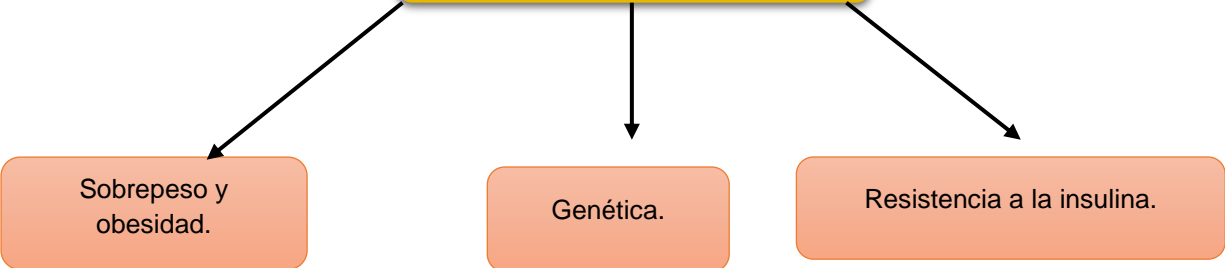 Sobrepeso y
obesidad.
Genética.
Resistencia a la insulina.